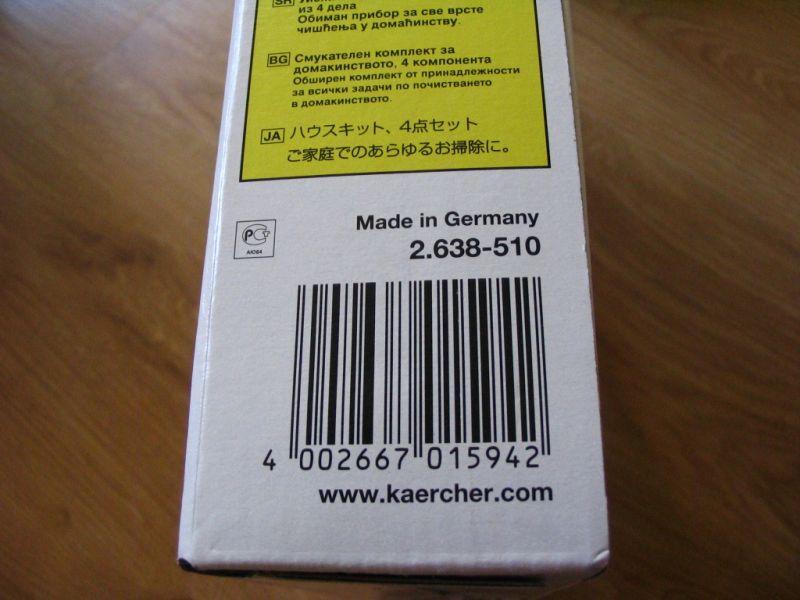 SR
из 4 дела
Обиман прибор за све врсте
чишћења у домаћинству.
BG Смукателен комплект за
домакинството, 4 компонента
Обширен комплект от принадлежности
за всички задачи по почистването
в домакинството.
JA ハウスキット、4点セット
ご家庭でのあらゆるお掃除に。
Made in Germany
2.638-510
PCT
АЮ64
4 002667 015942
www.kaercher.com